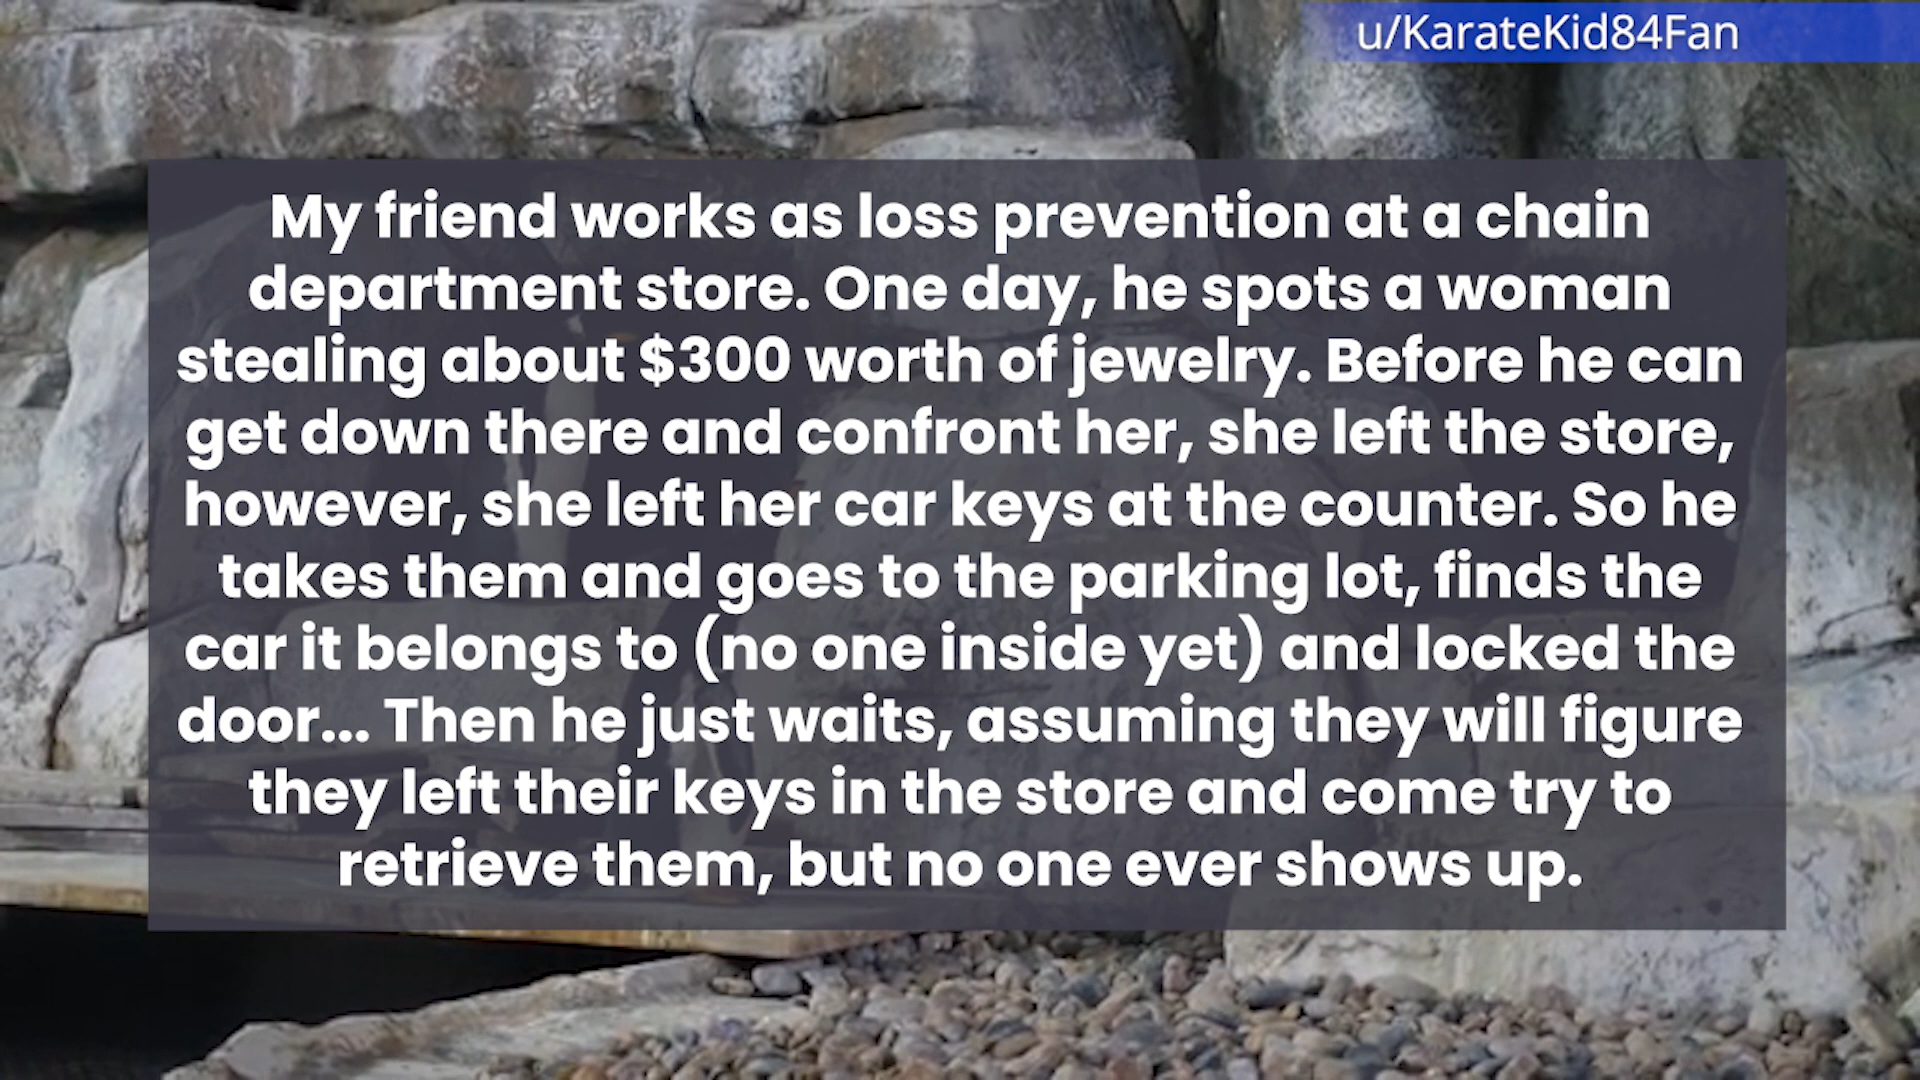 u/KarateKid84Fan
My friend works as loss prevention at a chain
department store. One day, he spots a woman
stealing about $300 worth of jewelry. Before he can
get down there and confront her, she left the store,
however, she left her car keys at the counter. So he
takes them and goes to the parking lot, finds the
car it belongs to (no one inside yet) and locked the
door... Then he just waits, assuming they will figure
they left their keys in the store and come try to
retrieve them, but no one ever shows up.